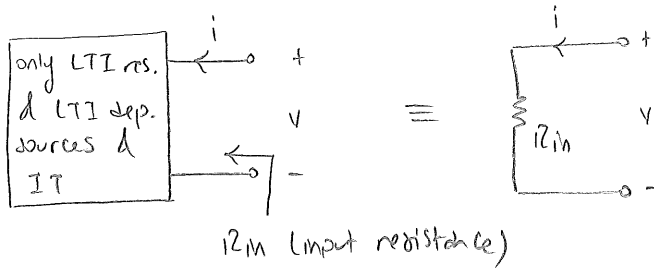 i
only LTI res.
& LTI dep.
sources &
IT
+
V
-
≡
i
+
V
Rin
-
Rin (input resistance)